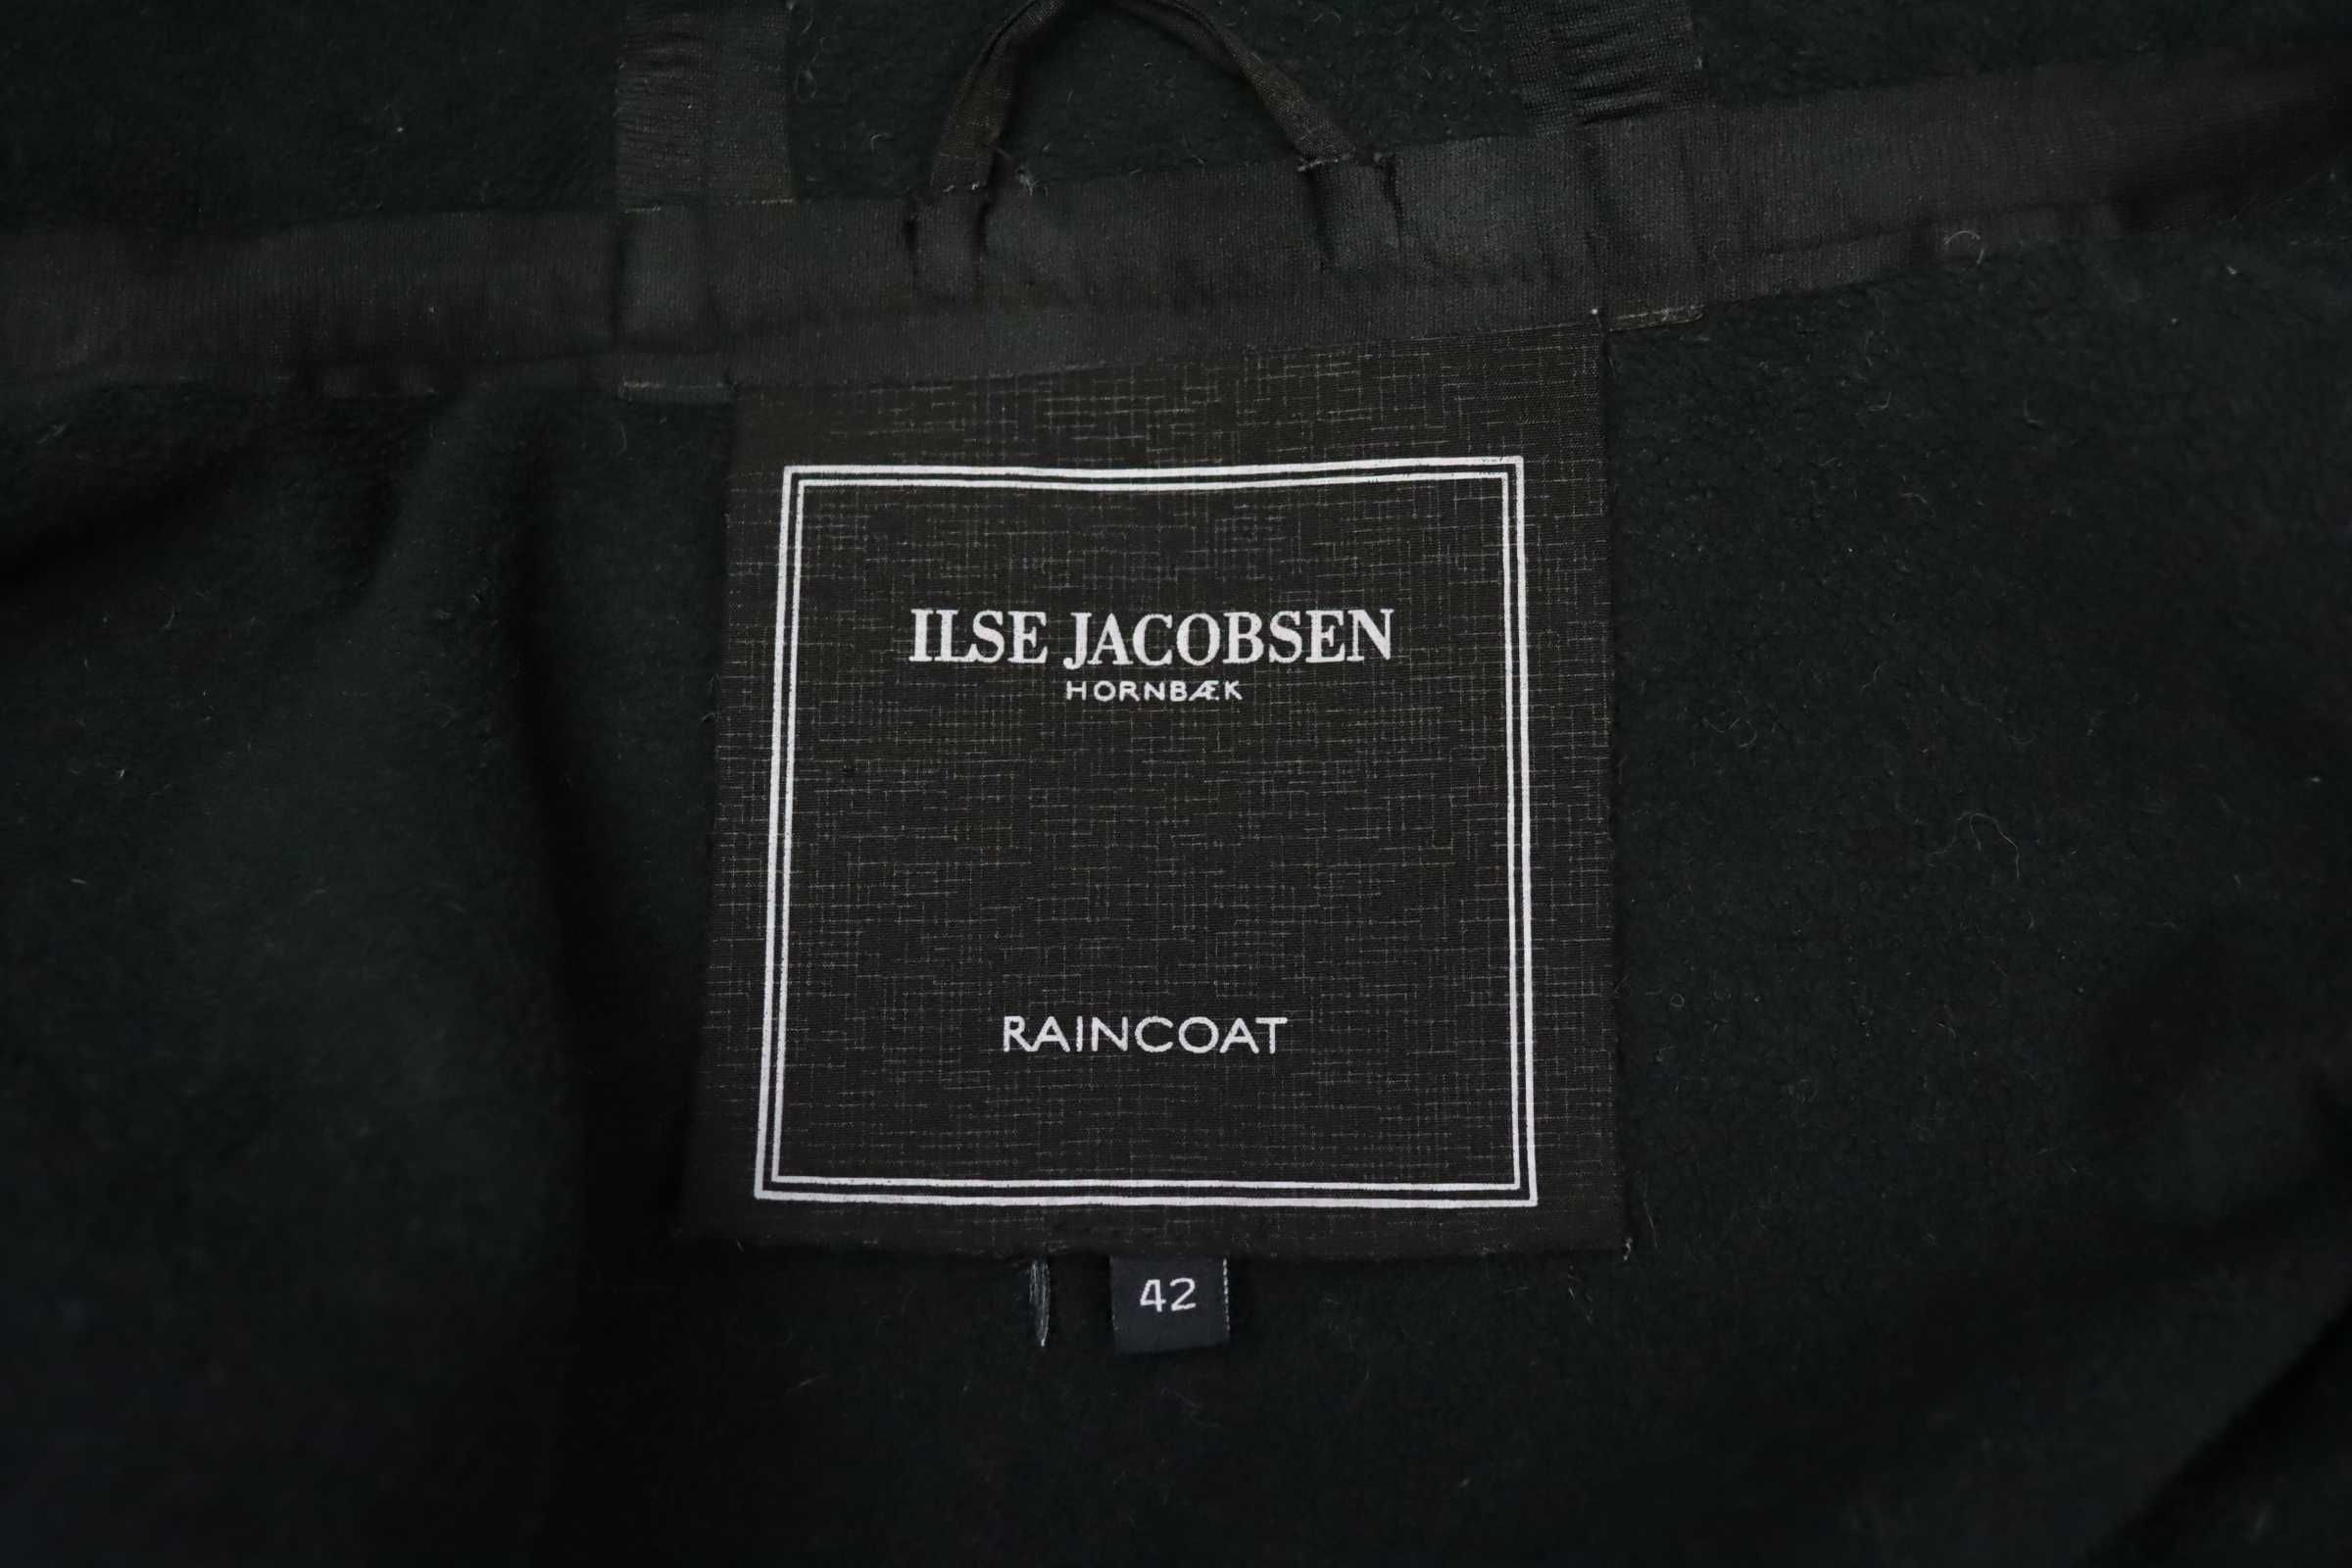 ILSE JACOBSEN
HORNBÆK
RAINCOAT
42